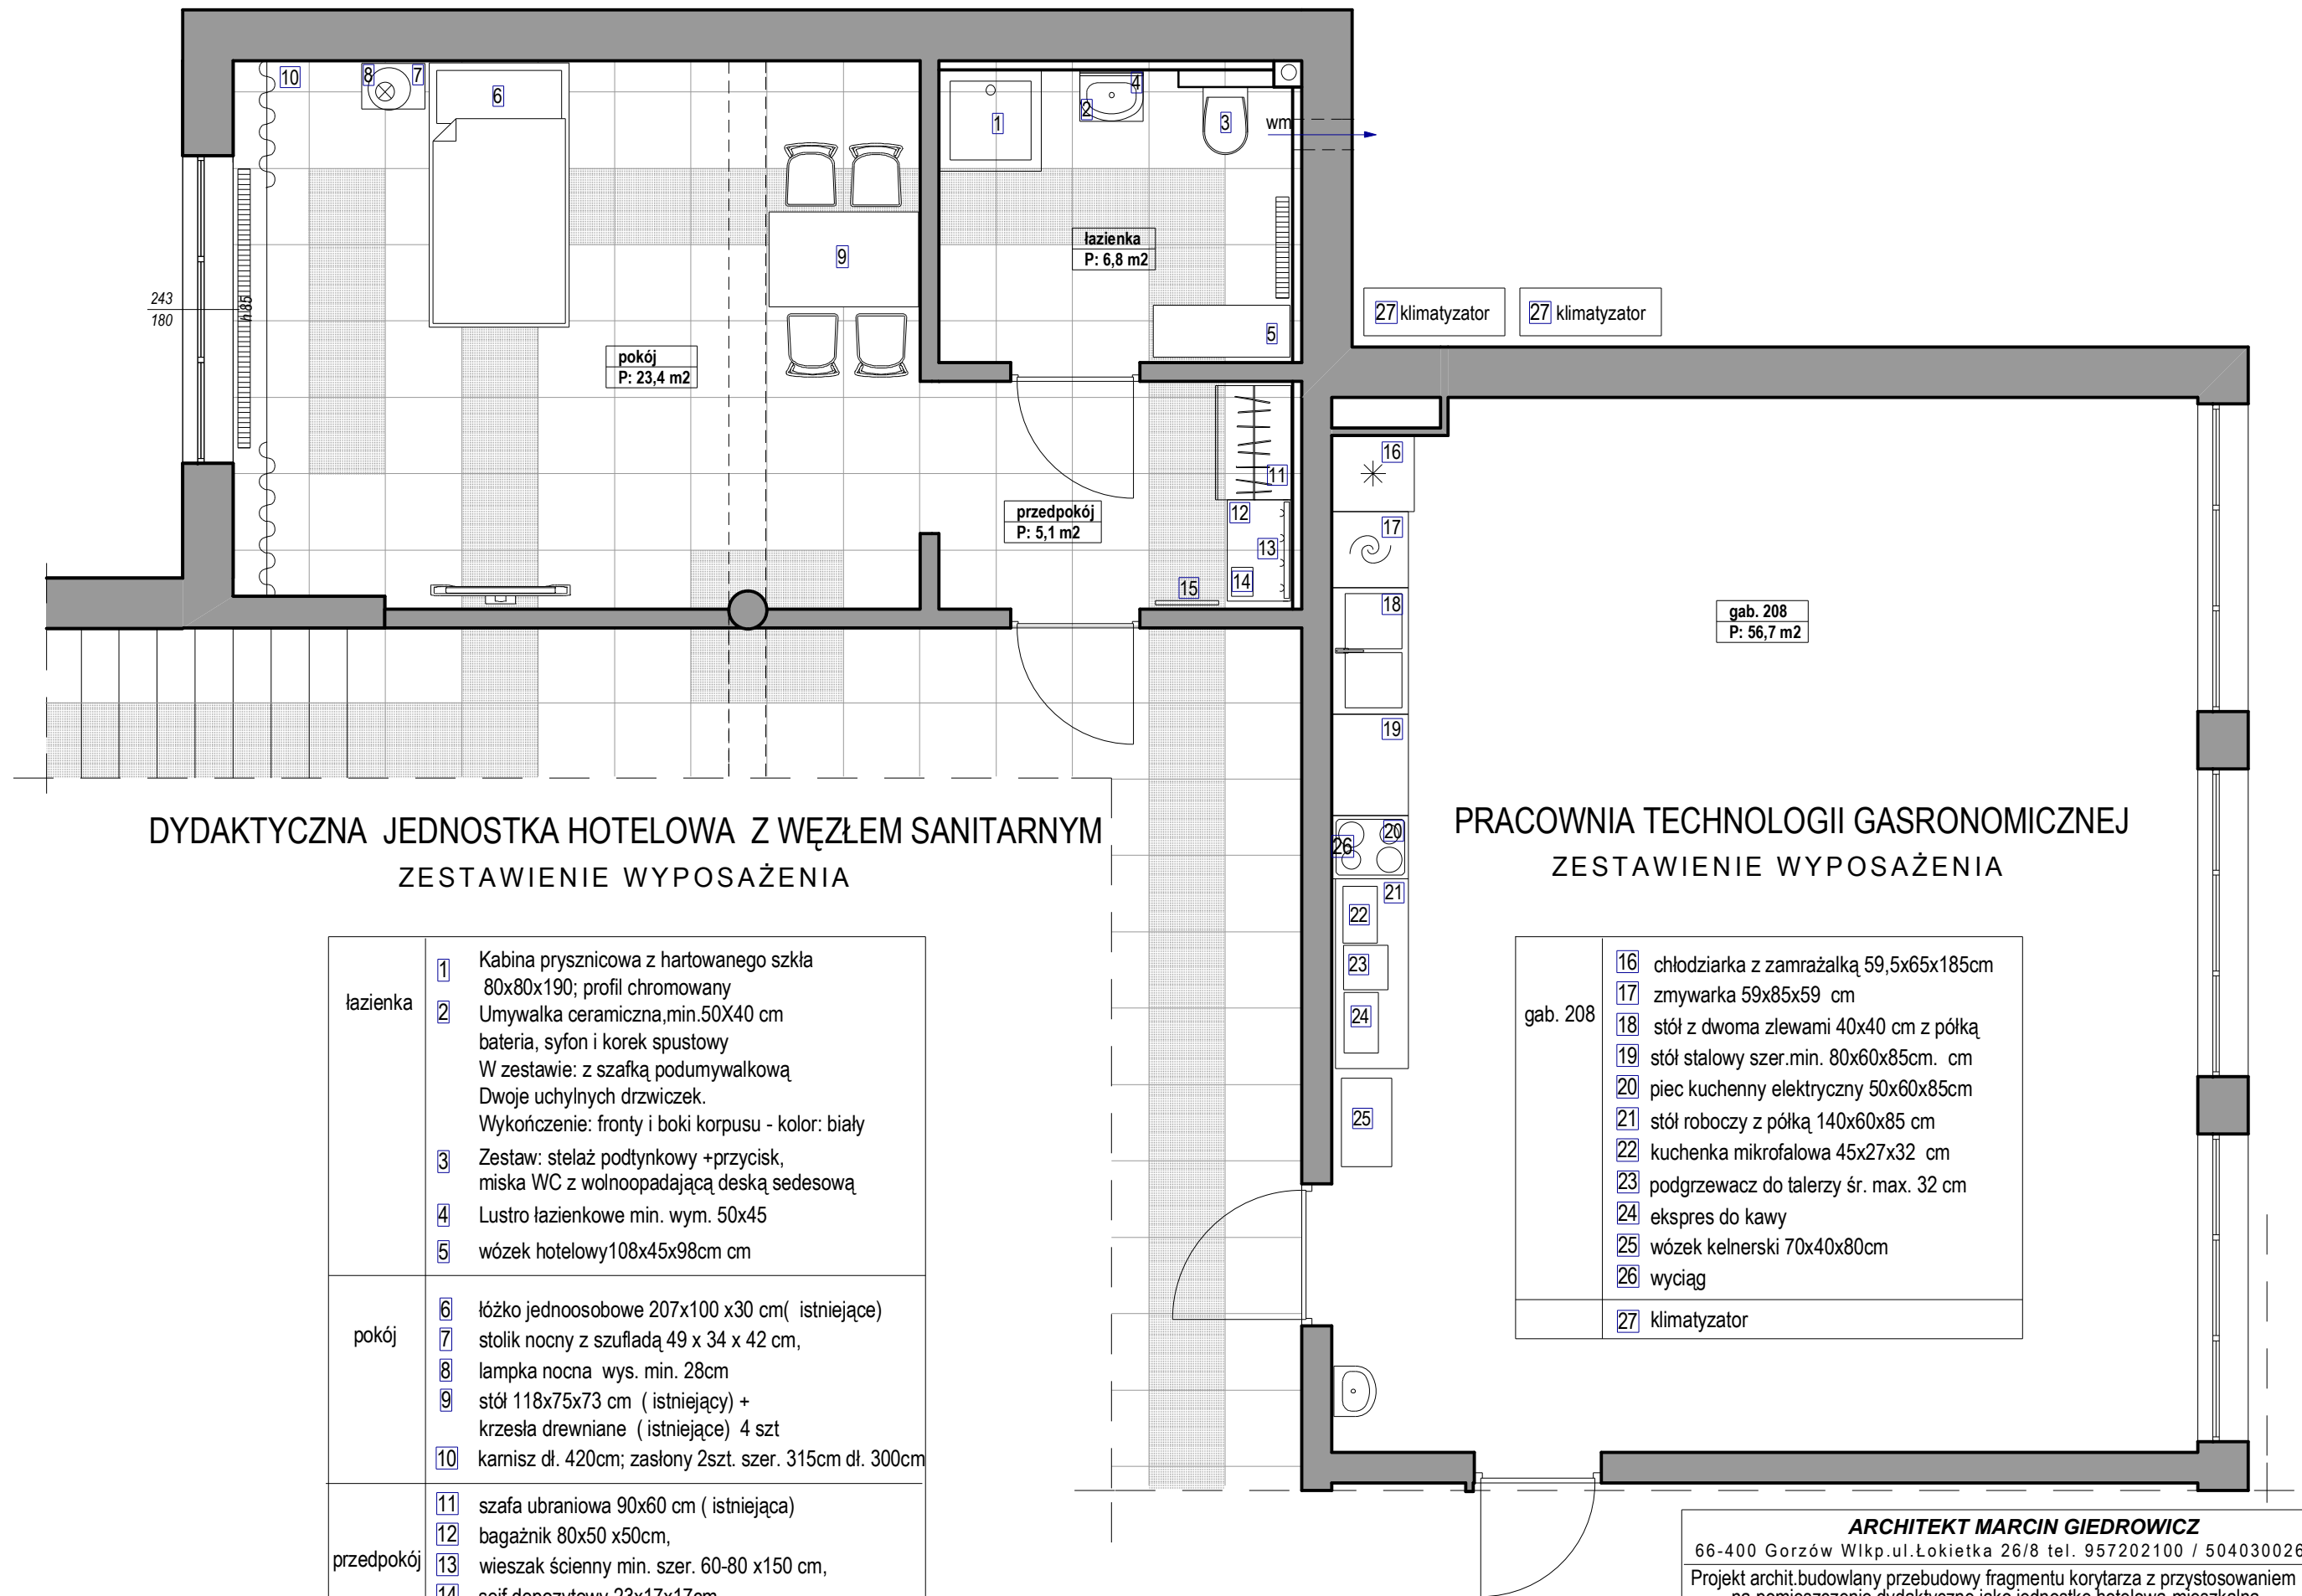 10
8
7
6
1
2
4
3
wm
łazienka
P: 6,8 m2
9
5
243
180
h 85
27 klimatyzator
27 klimatyzator
pokój
P: 23,4 m2
11
12
13
14
15
przedpokój
P: 5,1 m2
16
17
18
19
20
26
21
22
23
24
25
gab. 208
P: 56,7 m2
DYDAKTYCZNA JEDNOSTKA HOTELOWA Z WĘZŁEM SANITARNYM
ZESTAWIENIE WYPOSAŻENIA
łazienka
1 Kabina prysznicowa z hartowanego szkła
80x80x190; profil chromowany
2 Umywalka ceramiczna,min.50X40 cm
bateria, syfon i korek spustowy
W zestawie: z szafką podumywalkową
Dwoje uchylnych drzwiczek.
Wykończenie: fronty i boki korpusu - kolor: biały
3 Zestaw: stelaż podtynkowy +przycisk,
miska WC z wolnoopadającą deską sedesową
4 Lustro łazienkowe min. wym. 50x45
5 wózek hotelowy108x45x98cm cm
pokój
6 łóżko jednoosobowe 207x100 x30 cm( istniejące)
7 stolik nocny z szufladą 49 x 34 x 42 cm,
8 lampka nocna wys. min. 28cm
9 stół 118x75x73 cm ( istniejący) +
krzesła drewniane ( istniejące) 4 szt
10 karnisz dł. 420cm; zasłony 2szt. szer. 315cm dł. 300cm
przedpokój
11 szafa ubraniowa 90x60 cm ( istniejąca)
12 bagażnik 80x50 x50cm,
13 wieszak ścienny min. szer. 60-80 x150 cm,
14 sejf depozytowy 23x17x17cm
PRACOWNIA TECHNOLOGII GASRONOMICZNEJ
ZESTAWIENIE WYPOSAŻENIA
gab. 208
16 chłodziarka z zamrażalką 59,5x65x185cm
17 zmywarka 59x85x59 cm
18 stół z dwoma zlewami 40x40 cm z półką
19 stół stalowy szer.min. 80x60x85cm. cm
20 piec kuchenny elektryczny 50x60x85cm
21 stół roboczy z półką 140x60x85 cm
22 kuchenka mikrofalowa 45x27x32 cm
23 podgrzewacz do talerzy śr. max. 32 cm
24 ekspres do kawy
25 wózek kelnerski 70x40x80cm
26 wyciąg
27 klimatyzator
ARCHITEKT MARCIN GIEDROWICZ
66-400 Gorzów Wlkp.ul.Łokietka 26/8 tel. 957202100 / 504030026
Projekt archit.budowlany przebudowy fragmentu korytarza z przystosowaniem
na pomieszczenie dydaktyczne jako jednostka hotelowa mieszkalna